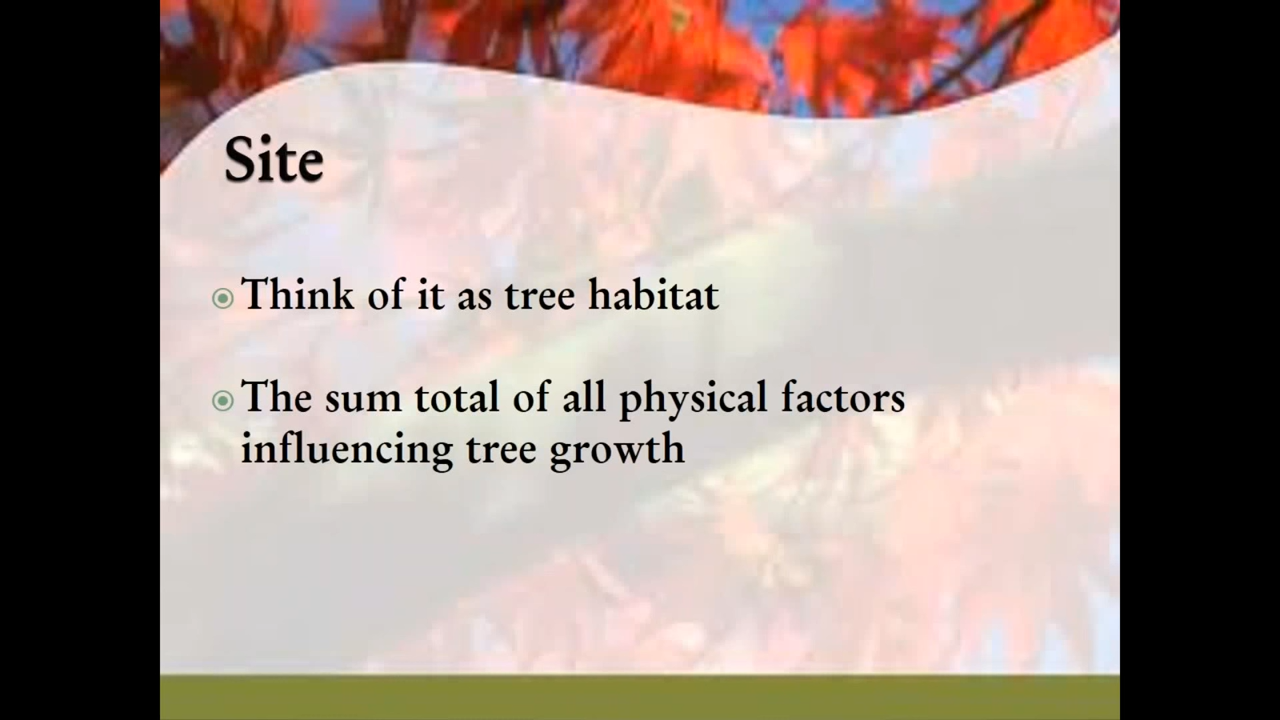 Site
Think of it as tree habitat
The sum total of all physical factors
influencing tree growth